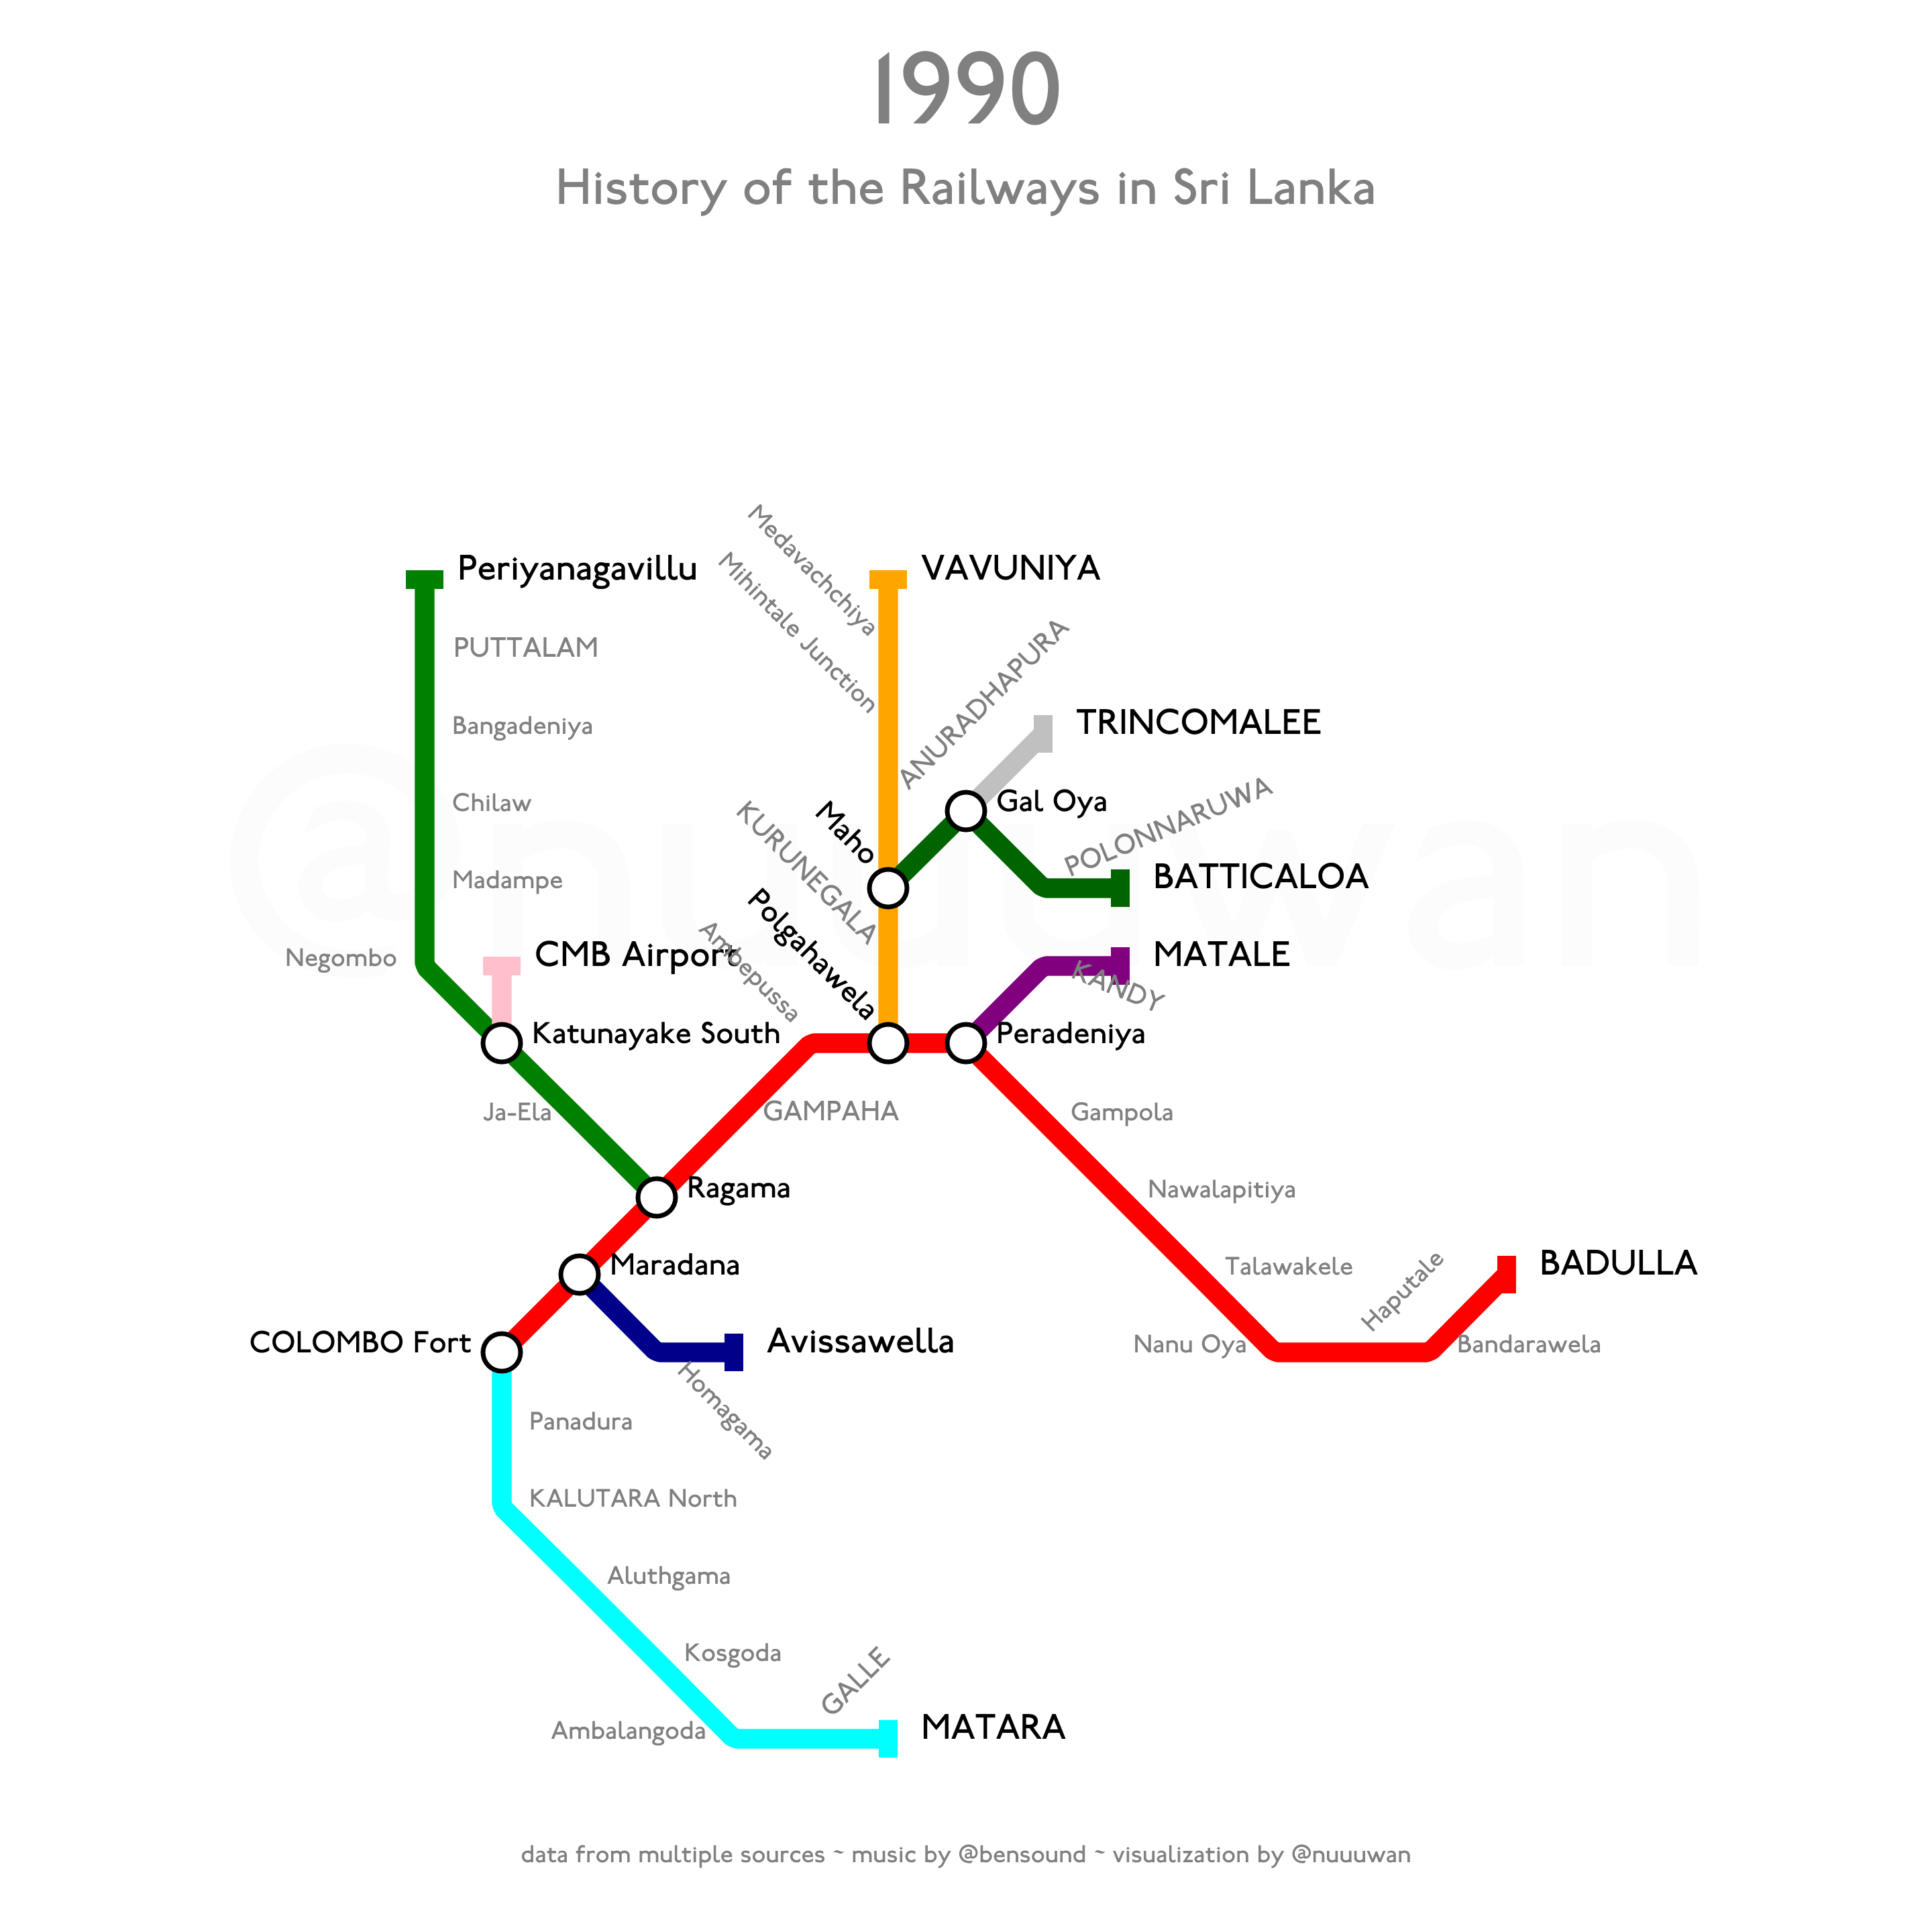 1990
History of the Railways in Sri Lanka
Medavachchiya
Periyanagavillu
VAVUNIYA
Mihintale Junction
PUTTALAM
ANURADHAPURA
Bangadeniya
TRINCOMALEE
Chilaw
Maho
Gal Oya
POLONNARUWA
KURUNEGALA
Madampe
BATTICALOA
Polgahawela
Negombo
CMB Airport
Ambepussa
MATALE
KANDY
Katunayake South
Peradeniya
Ja-Ela
GAMPAHA
Gampola
Ragama
Nawalapitiya
Maradana
Talawakele
Haputale
BADULLA
COLOMBO Fort
Avissawella
Nanu Oya
Bandarawela
Homagama
Panadura
KALUTARA North
Aluthgama
Kosgoda
GALLE
Ambalangoda
MATARA
@nuuuwan
data from multiple sources ~ music by @bensound ~ visualization by @nuuuwan